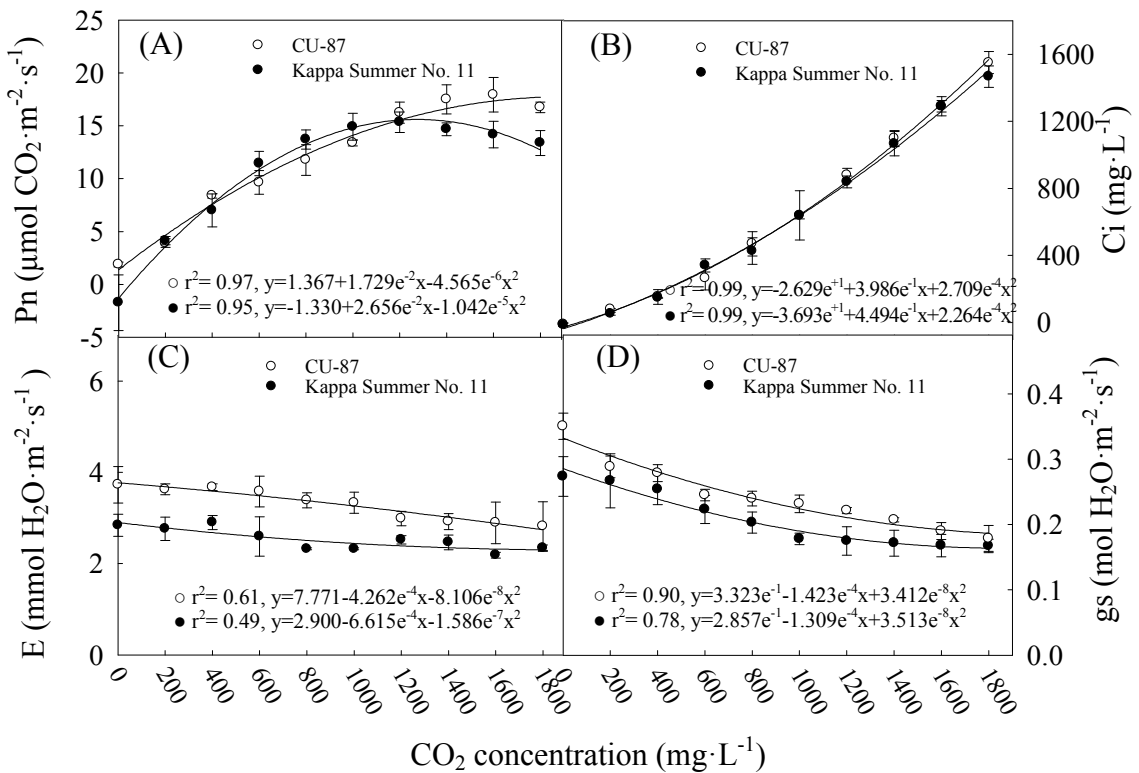 (A)
CU-87
Kappa Summer No. 11
r²= 0.97, y=1.367+1.729e⁻²x-4.565e⁻⁶x²
r²= 0.95, y=-1.330+2.656e⁻²x-1.042e⁻⁵x²
25
20
15
10
5
0
-5
Pn (μmol CO₂·m⁻²·s⁻¹)
(B)
CU-87
Kappa Summer No. 11
r²= 0.99, y=-2.629e⁺¹+3.986e⁻¹x+2.709e⁻⁴x²
r²= 0.99, y=-3.693e⁺¹+4.494e⁻¹x+2.264e⁻⁴x²
1600
1200
800
400
0
Ci (mg·L⁻¹)
(C)
CU-87
Kappa Summer No. 11
r²= 0.61, y=7.771-4.262e⁻⁴x-8.106e⁻⁸x²
r²= 0.49, y=2.900-6.615e⁻⁴x-1.586e⁻⁷x²
6
4
2
0
E (mmol H₂O·m⁻²·s⁻¹)
0 200 400 600 800 1000 1200 1400 1600 1800
(D)
CU-87
Kappa Summer No. 11
r²= 0.90, y=3.323e⁻¹-1.423e⁻⁴x+3.412e⁻⁸x²
r²= 0.78, y=2.857e⁻¹-1.309e⁻⁴x+3.513e⁻⁸x²
0.4
0.3
0.2
0.1
0.0
gs (mol H₂O·m⁻²·s⁻¹)
0 200 400 600 800 1000 1200 1400 1600 1800
CO₂ concentration (mg·L⁻¹)